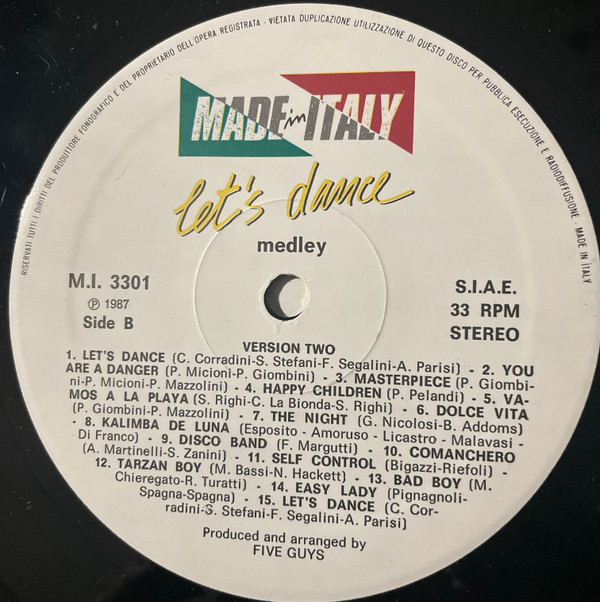 RISERVATI TUTTI I DIRITTI DEL PRODUTTORE FONOGRAFICO E DEL PROPRIETARIO DELL'OPERA REGISTRATA - VIETATA DUPLICAZIONE UTILIZZAZIONE DI QUESTO DISCO PER PUBBLICA ESECUZIONE E RADIODIFFUSIONE - MADE IN ITALY
MADE in ITALY
let's dance
medley
M.I. 3301
Ⓟ 1987
Side B
S.I.A.E.
33 RPM
STEREO
VERSION TWO
1. LET'S DANCE (C. Corradini-S. Stefani-F. Segalini-A. Parisi) - 2. YOU
ARE A DANGER (P. Micioni-P. Giombini) - 3. MASTERPIECE (P. Giombi-
ni-P. Micioni-P. Mazzolini) - 4. HAPPY CHILDREN (P. Pelandi) - 5. VA-
MOS A LA PLAYA (S. Righi-C. La Bionda-S. Righi) - 6. DOLCE VITA
(P. Giombini-P. Mazzolini) - 7. THE NIGHT (G. Nicolosi-B. Addoms)
- 8. KALIMBA DE LUNA (Esposito - Amoruso - Licastro - Malavasi -
Di Franco) - 9. DISCO BAND (F. Margutti) - 10. COMANCHERO
(A. Martinelli-S. Zanini) - 11. SELF CONTROL (Bigazzi-Riefoli) -
12. TARZAN BOY (M. Bassi-N. Hackett) - 13. BAD BOY (M.
Chieregato-R. Turatti) - 14. EASY LADY (Pignagnoli-
Spagna-Spagna) - 15. LET'S DANCE (C. Cor-
radini-S. Stefani-F. Segalini-A. Parisi)
Produced and arranged by
FIVE GUYS